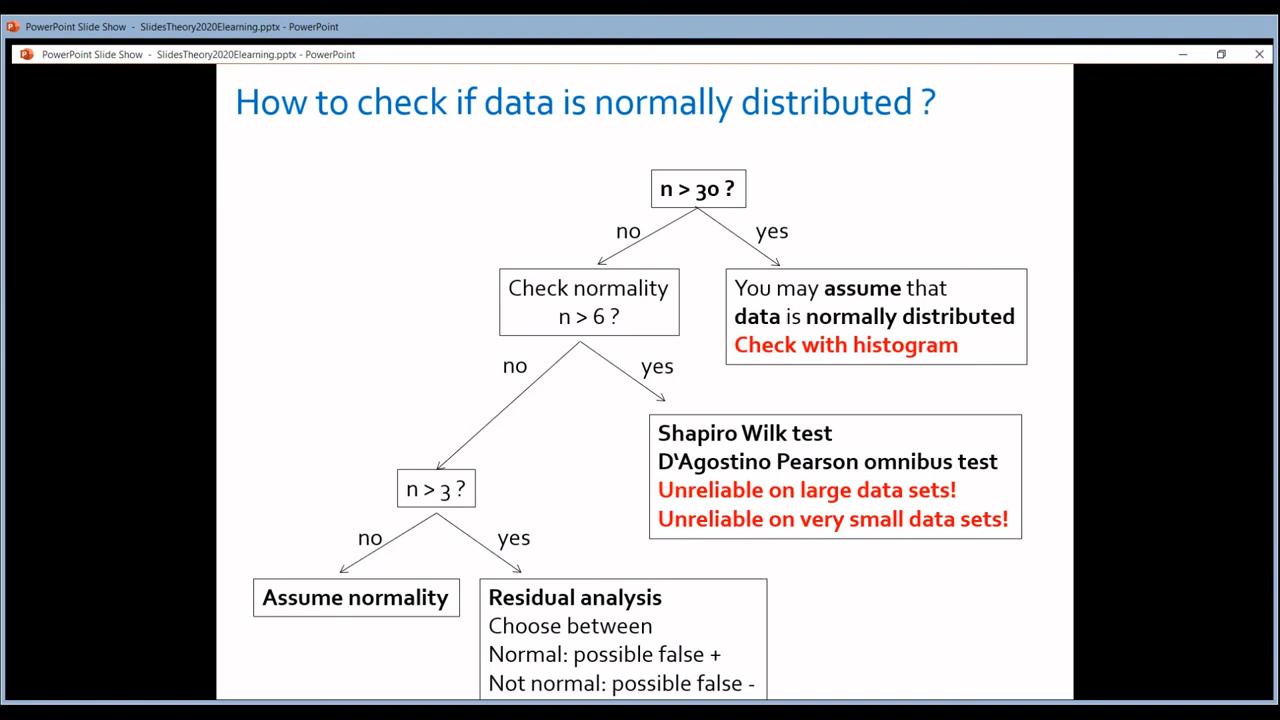 PowerPoint Slide Show - SlidesTheory2020Elearning.pptx - PowerPoint
PowerPoint Slide Show - SlidesTheory2020Elearning.pptx - PowerPoint
How to check if data is normally distributed ?
n > 30 ?
no
yes
Check normality
n > 6 ?
You may assume that
data is normally distributed
Check with histogram
no
yes
Shapiro Wilk test
D‘Agostino Pearson omnibus test
Unreliable on large data sets!
Unreliable on very small data sets!
n > 3 ?
no
yes
Assume normality
Residual analysis
Choose between
Normal: possible false +
Not normal: possible false -